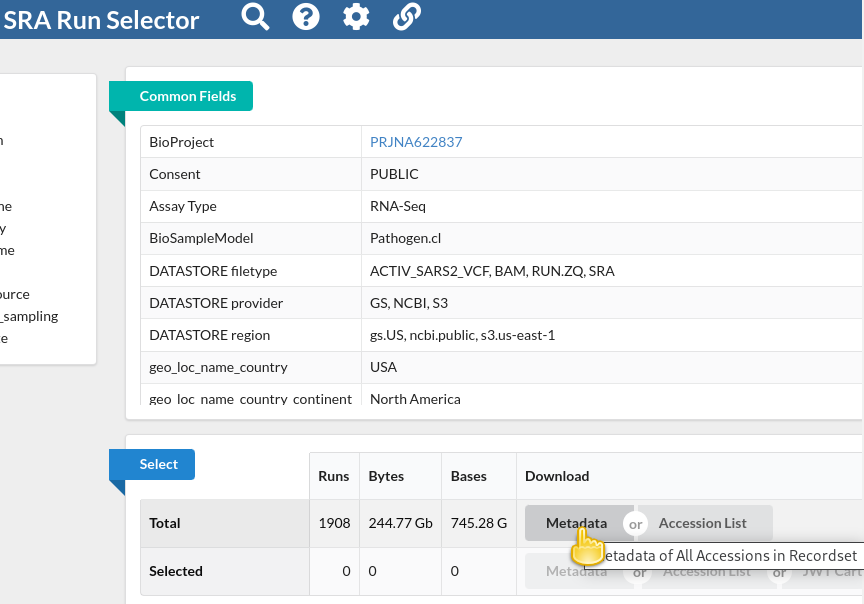 SRA Run Selector
Common Fields
BioProject PRJNA622837
Consent PUBLIC
Assay Type RNA-Seq
BioSampleModel Pathogen.cl
DATASTORE filetype ACTIV_SARS2_VCF, BAM, RUN.ZQ, SRA
DATASTORE provider GS, NCBI, S3
DATASTORE region gs.US, ncbi.public, s3.us-east-1
geo_loc_name_country USA
geo_loc_name_country_continent North America
_sampling
Select
Runs Bytes Bases Download
Total 1908 244.77 Gb 745.28 G Metadata or Accession List
etadata of All Accessions in Recordset
Selected 0 0 0 Metadata or Accession List or JWT Cart